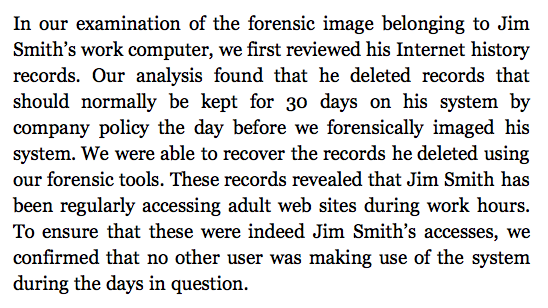 In our examination of the forensic image belonging to Jim
Smith’s work computer, we first reviewed his Internet history
records. Our analysis found that he deleted records that
should normally be kept for 30 days on his system by
company policy the day before we forensically imaged his
system. We were able to recover the records he deleted using
our forensic tools. These records revealed that Jim Smith has
been regularly accessing adult web sites during work hours.
To ensure that these were indeed Jim Smith’s accesses, we
confirmed that no other user was making use of the system
during the days in question.